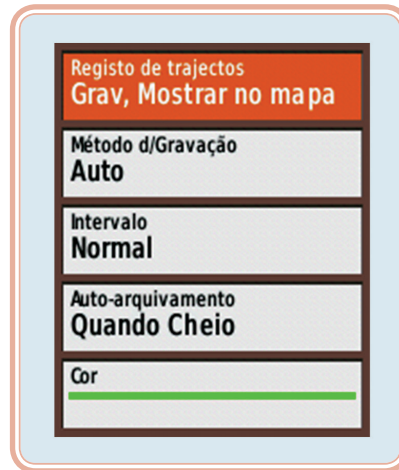 Registo de trajectos
Grav, Mostrar no mapa
Método d/Gravação
Auto
Intervalo
Normal
Auto-arquivamento
Quando Cheio
Cor